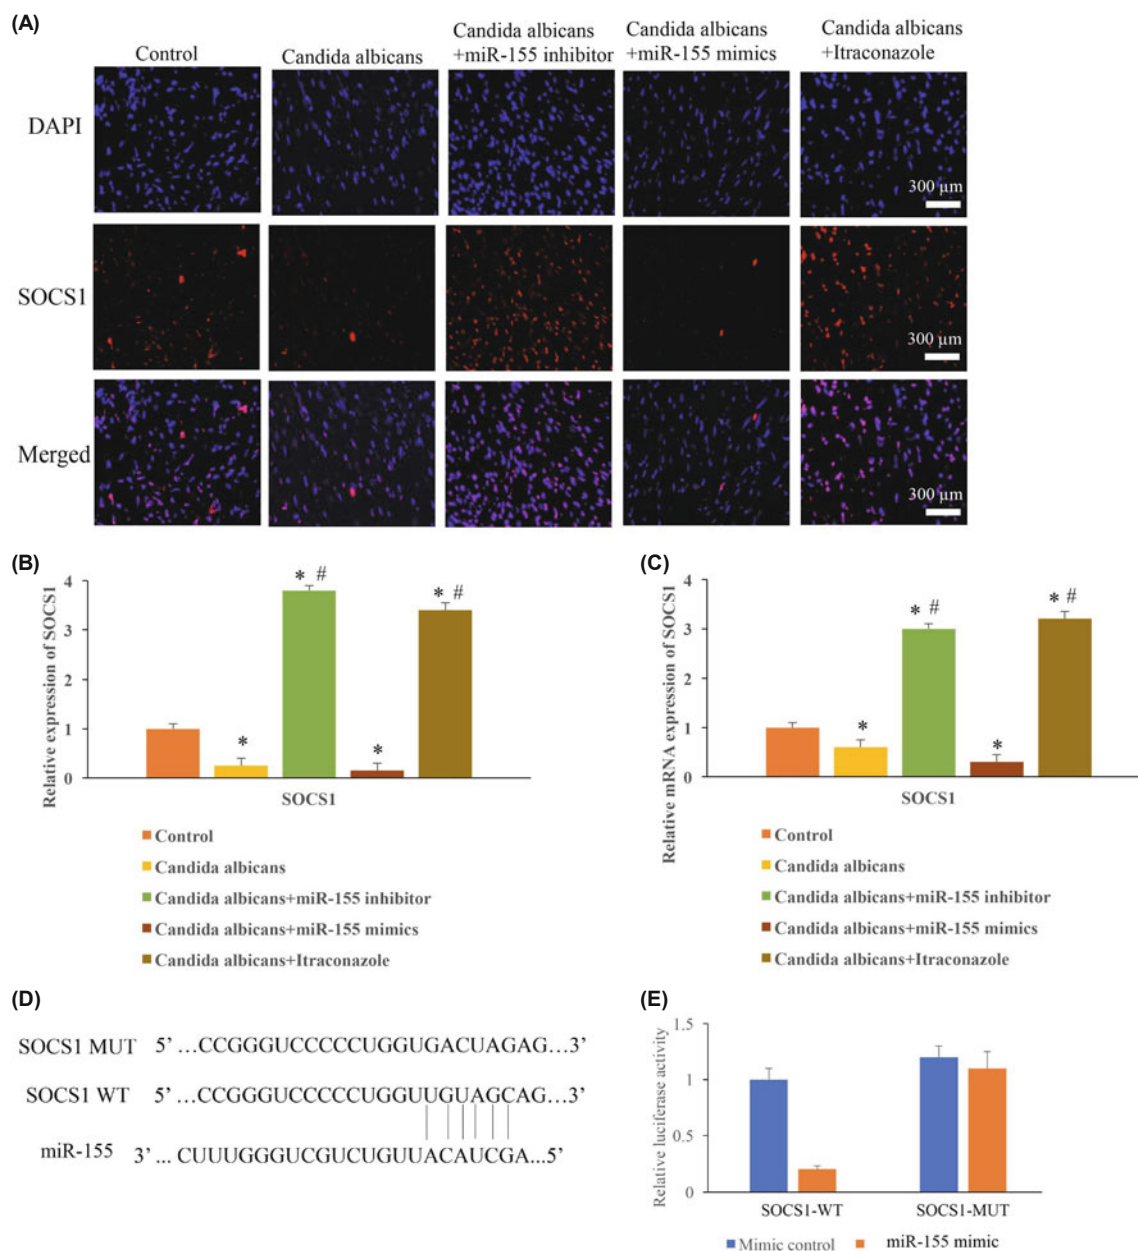 (A)
Control
Candida albicans
Candida albicans
+miR-155 inhibitor
Candida albicans
+miR-155 mimics
Candida albicans
+Itraconazole
DAPI
300 µm
SOCS1
300 µm
Merged
300 µm
(B)
Relative expression of SOCS1
4
3
2
1
0
*
* #
*
* #
SOCS1
Control
Candida albicans
Candida albicans+miR-155 inhibitor
Candida albicans+miR-155 mimics
Candida albicans+Itraconazole
(C)
Relative mRNA expression of SOCS1
4
3
2
1
0
*
* #
*
* #
SOCS1
Control
Candida albicans
Candida albicans+miR-155 inhibitor
Candida albicans+miR-155 mimics
Candida albicans+Itraconazole
(D)
SOCS1 MUT 5’ …CCGGGUCCCCCUGGUGACUAGAG…3’
SOCS1 WT 5’ …CCGGGUCCCCCUGGUUGUAGCAG…3’
miR-155 3’ … CUUUGGGUCGUCUGUUACAUCGA…5’
(E)
Relative luciferase activity
1.5
1
0.5
0
SOCS1-WT SOCS1-MUT
Mimic control miR-155 mimic